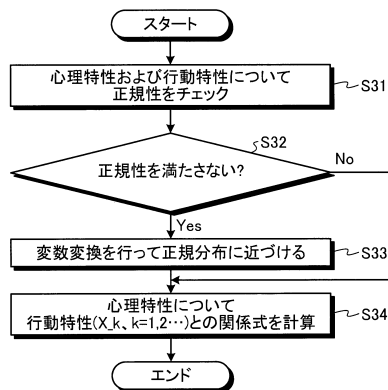 スタート
心理特性および行動特性について
正規性をチェック
S31
S32
正規性を満たさない?
No
Yes
変数変換を行って正規分布に近づける
S33
心理特性について
行動特性(X_k、k=1,2…)との関係式を計算
S34
エンド